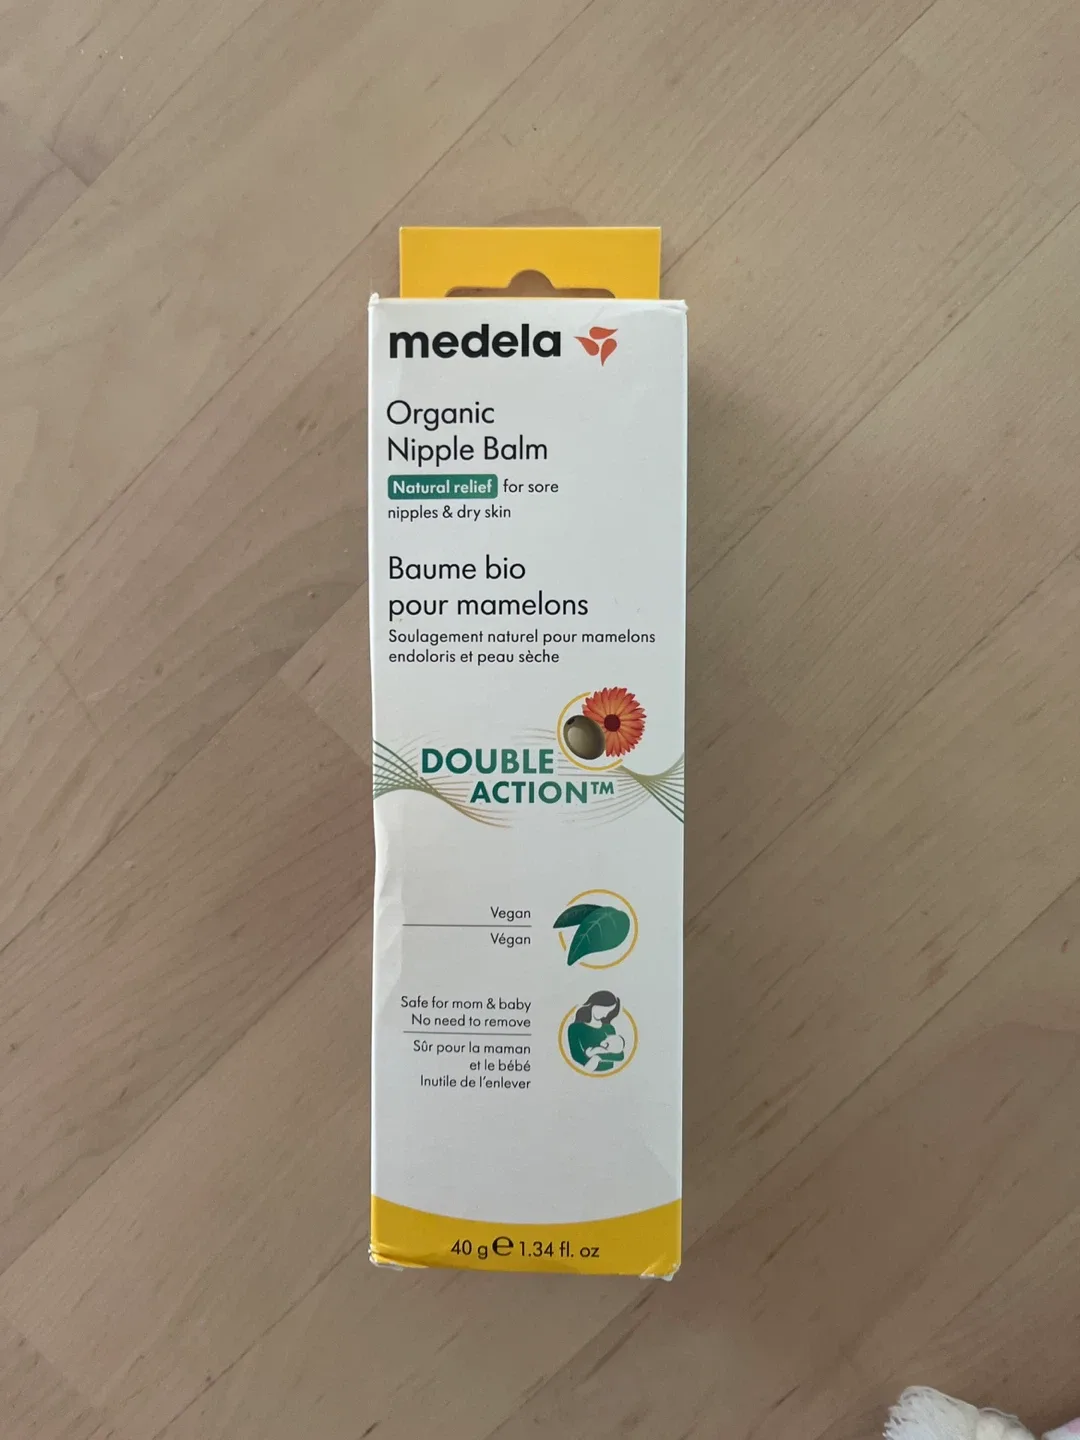 medela
Organic
Nipple Balm
Natural relief for sore
nipples & dry skin
Baume bio
pour mamelons
Soulagement naturel pour mamelons
endoloris et peau sèche
DOUBLE
ACTION™
Vegan
Végan
Safe for mom & baby
No need to remove
Sûr pour la maman
et le bébé
Inutile de l'enlever
40 g ℮ 1.34 fl. oz